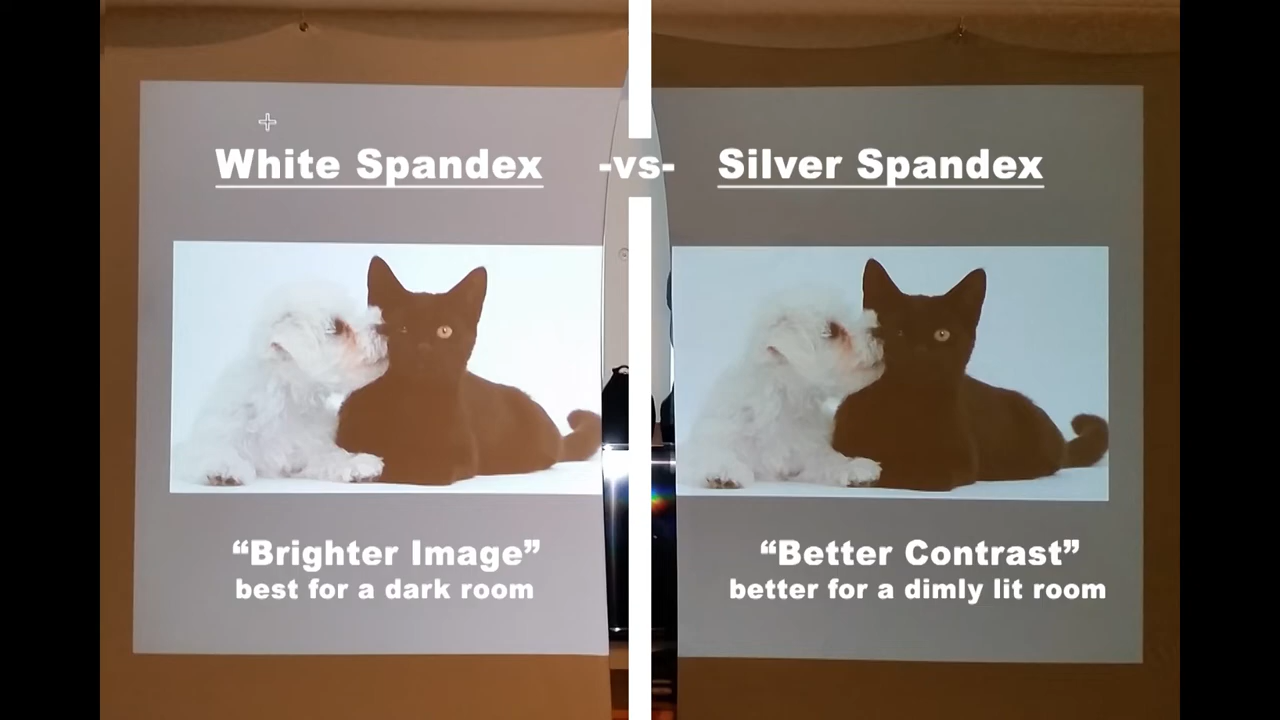 White Spandex -vs- Silver Spandex
“Brighter Image”
best for a dark room
“Better Contrast”
better for a dimly lit room